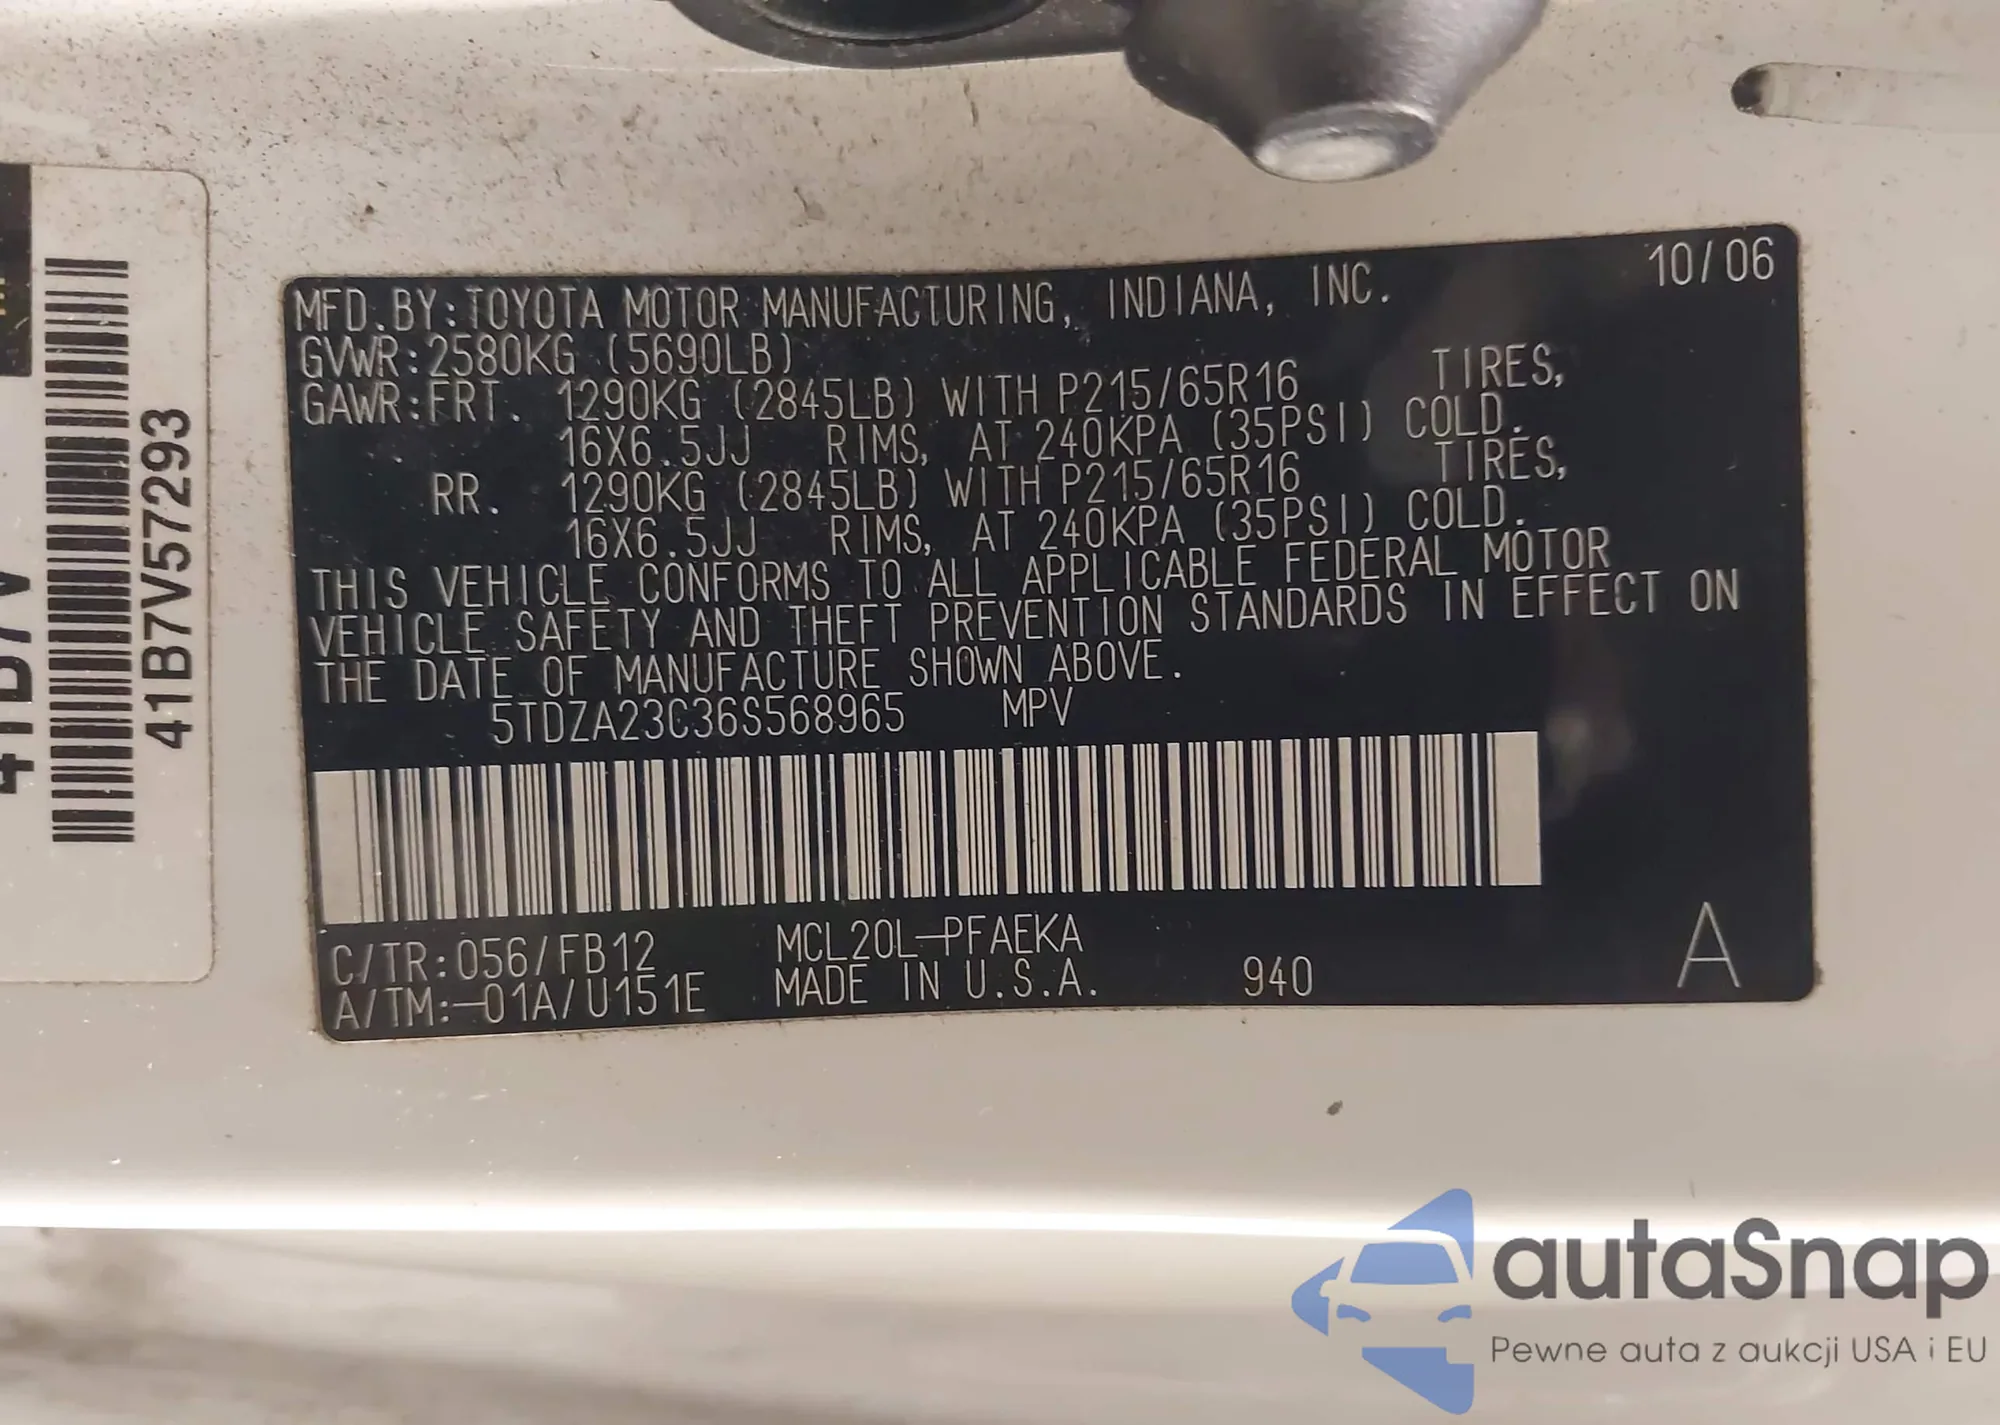 MFD.BY:TOYOTA MOTOR MANUFACTURING, INDIANA, INC. 10/06
GVWR:2580KG (5690LB)
GAWR:FRT. 1290KG (2845LB) WITH P215/65R16 TIRES,
16X6.5JJ RIMS, AT 240KPA (35PSI) COLD.
RR. 1290KG (2845LB) WITH P215/65R16 TIRES,
16X6.5JJ RIMS, AT 240KPA (35PSI) COLD.
THIS VEHICLE CONFORMS TO ALL APPLICABLE FEDERAL MOTOR
VEHICLE SAFETY AND THEFT PREVENTION STANDARDS IN EFFECT ON
THE DATE OF MANUFACTURE SHOWN ABOVE.
5TDZA23C36S568965 MPV
C/TR:056/FB12 MCL20L-PFAEKA
A/TM:-01A/U151E MADE IN U.S.A. 940 A
41B7V57293
autaSnap
Pewne auta z aukcji USA i EU